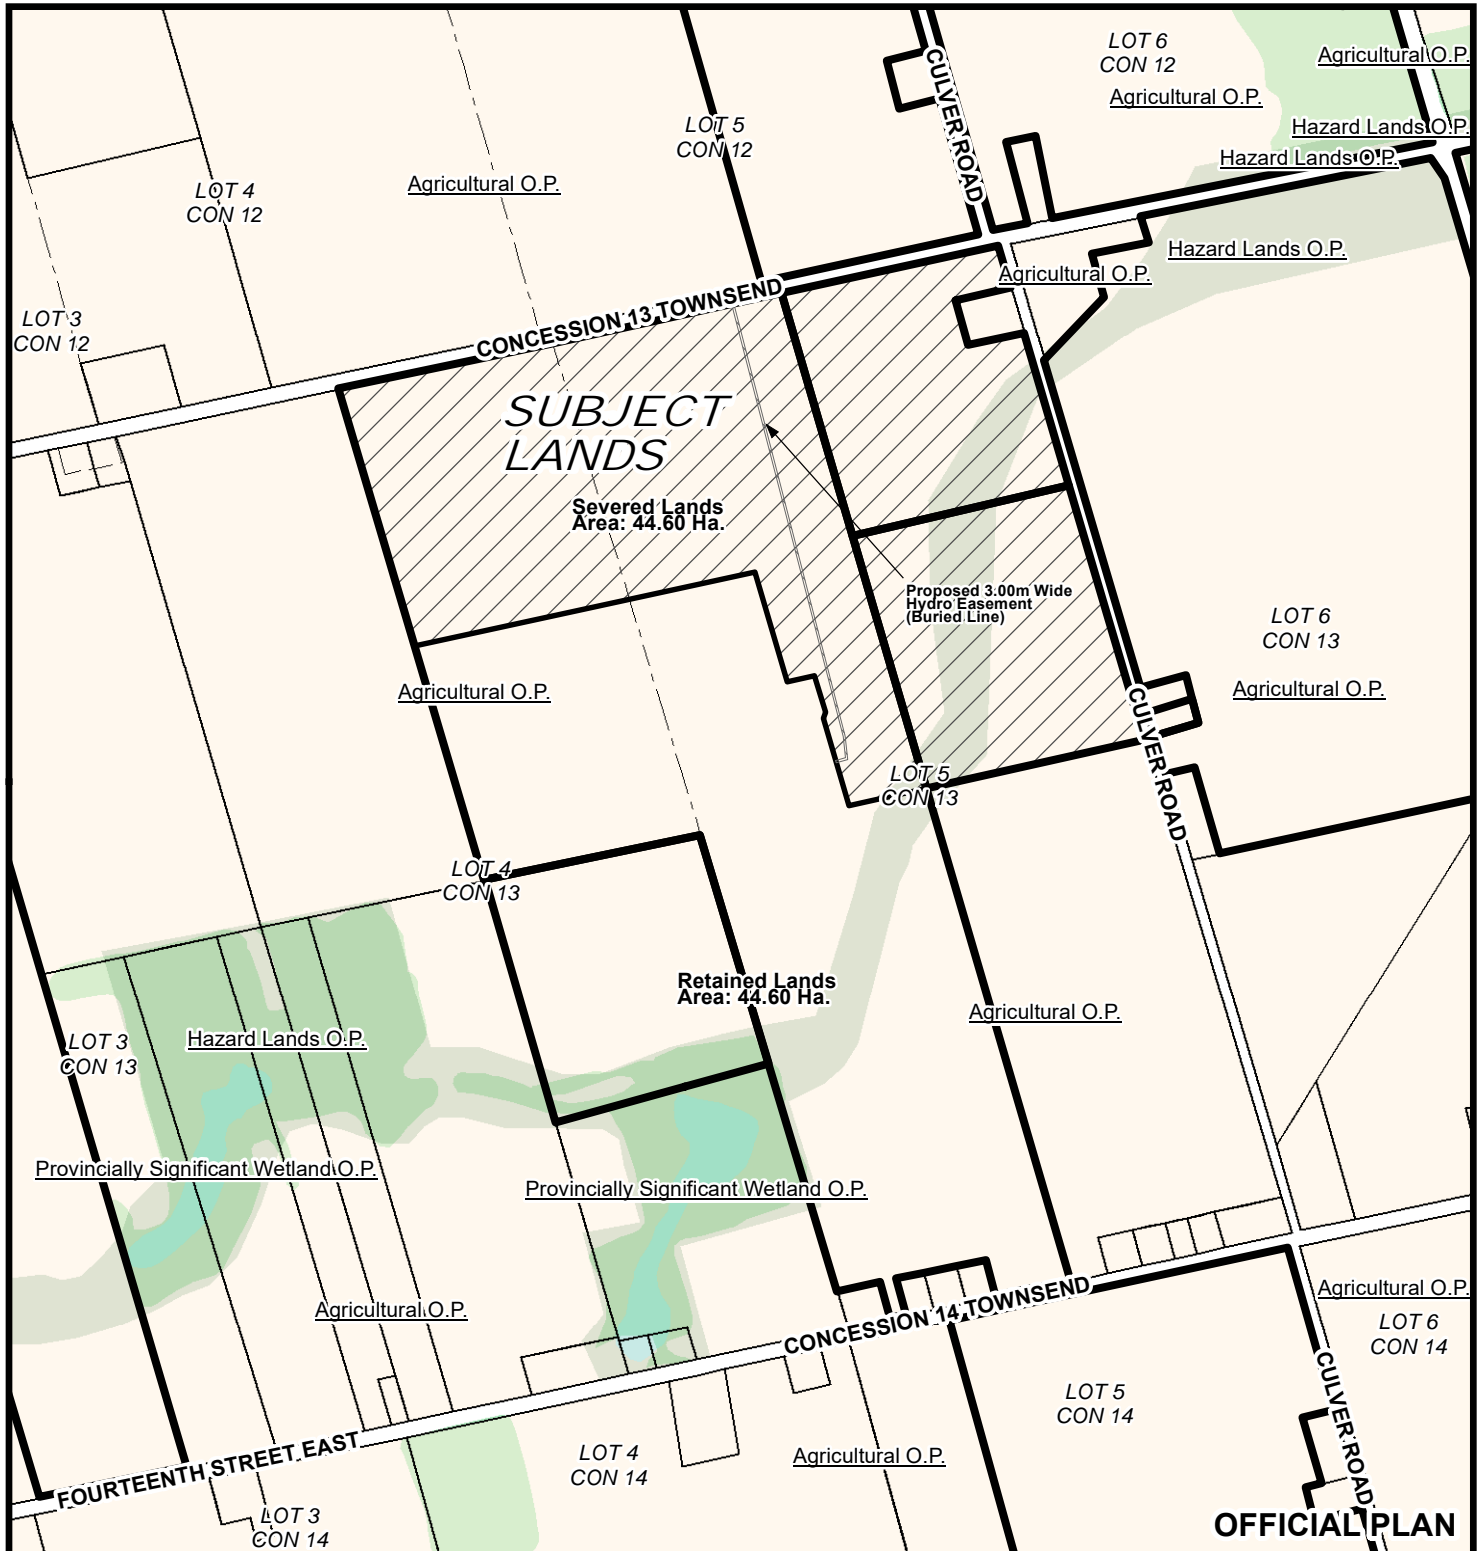 LOT 6
CON 12
Agricultural O.P.
Agricultural O.P.
CULVER ROAD
LOT 5
CON 12
Hazard Lands O.P.
Hazard Lands O.P.
Agricultural O.P.
LOT 4
CON 12
Hazard Lands O.P.
Agricultural O.P.
CONCESSION 13 TOWNSEND
LOT 3
CON 12
SUBJECT
LANDS
Severed Lands
Area: 44.60 Ha.
Proposed 3.00m Wide
Hydro Easement
(Buried Line)
LOT 6
CON 13
Agricultural O.P.
Agricultural O.P.
CULVER ROAD
LOT 5
CON 13
LOT 4
CON 13
Retained Lands
Area: 44.60 Ha.
Agricultural O.P.
LOT 3
CON 13
Hazard Lands O.P.
Provincially Significant Wetland O.P.
Provincially Significant Wetland O.P.
Agricultural O.P.
CONCESSION 14 TOWNSEND
Agricultural O.P.
LOT 6
CON 14
CULVER ROAD
LOT 5
CON 14
FOURTEENTH STREET EAST
LOT 4
CON 14
Agricultural O.P.
LOT 3
CON 14
OFFICIAL PLAN